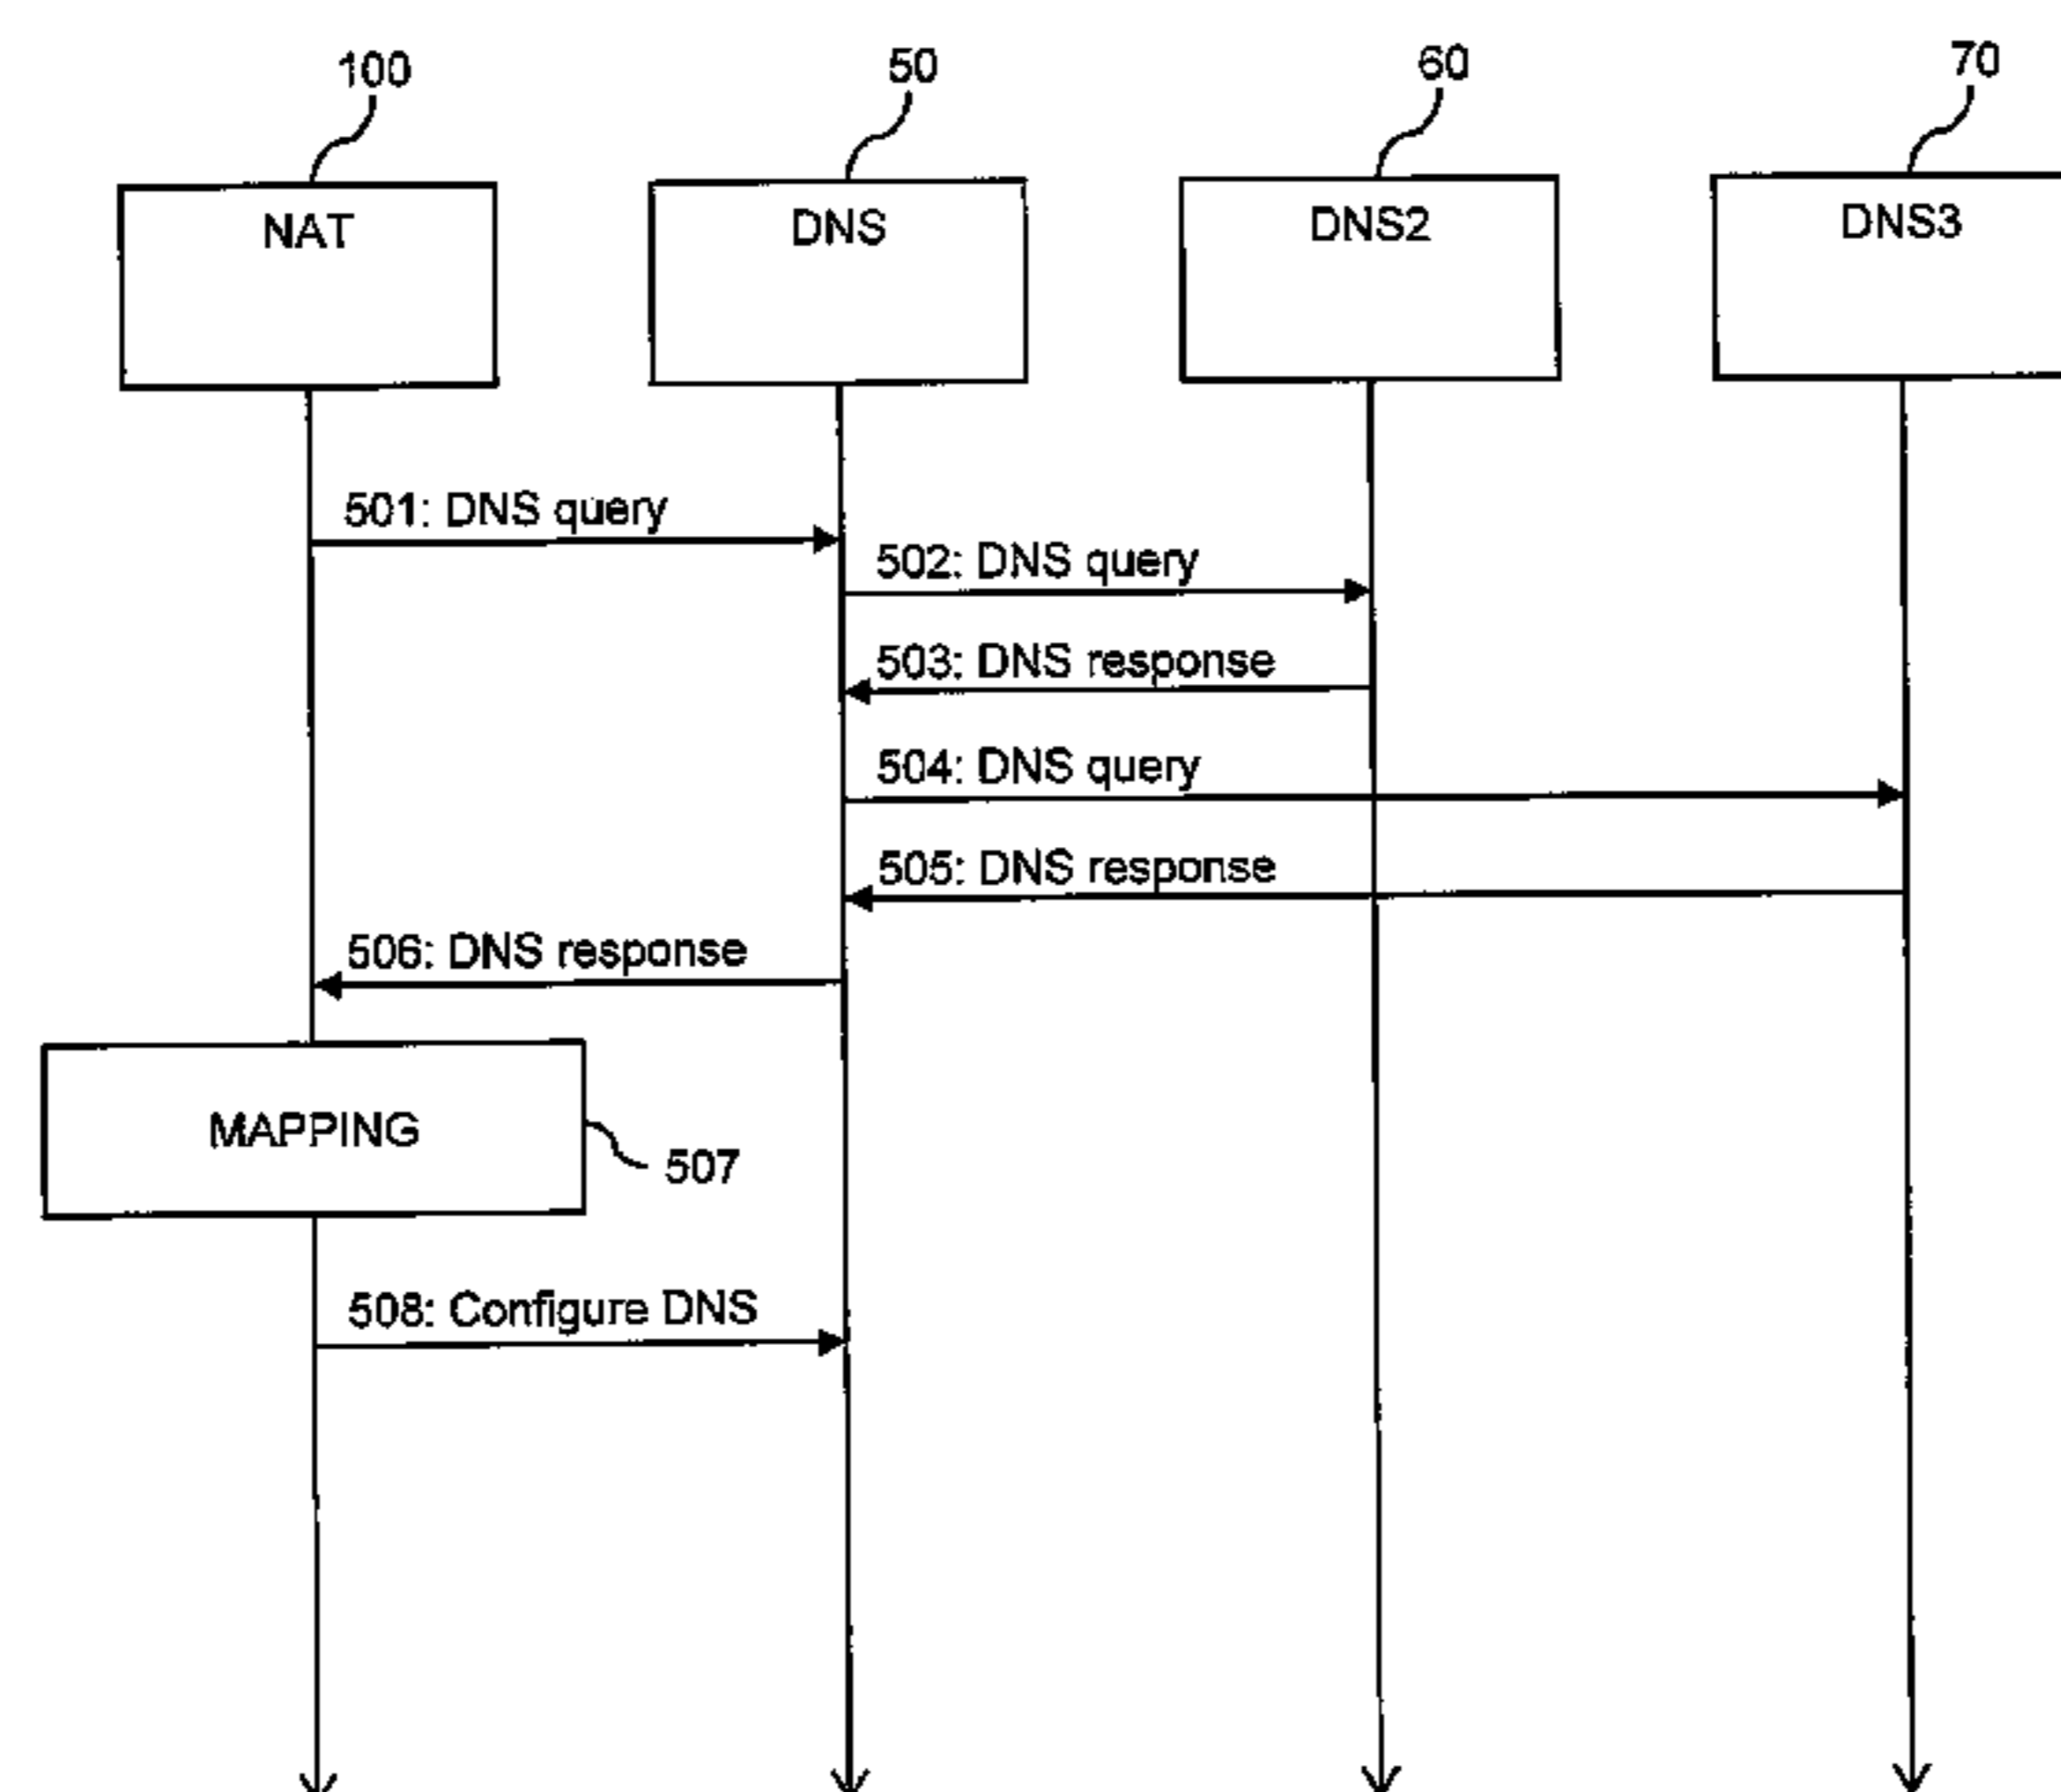 100
50
60
70
NAT
DNS
DNS2
DNS3
501: DNS query
502: DNS query
503: DNS response
504: DNS query
505: DNS response
506: DNS response
MAPPING
507
508: Configure DNS